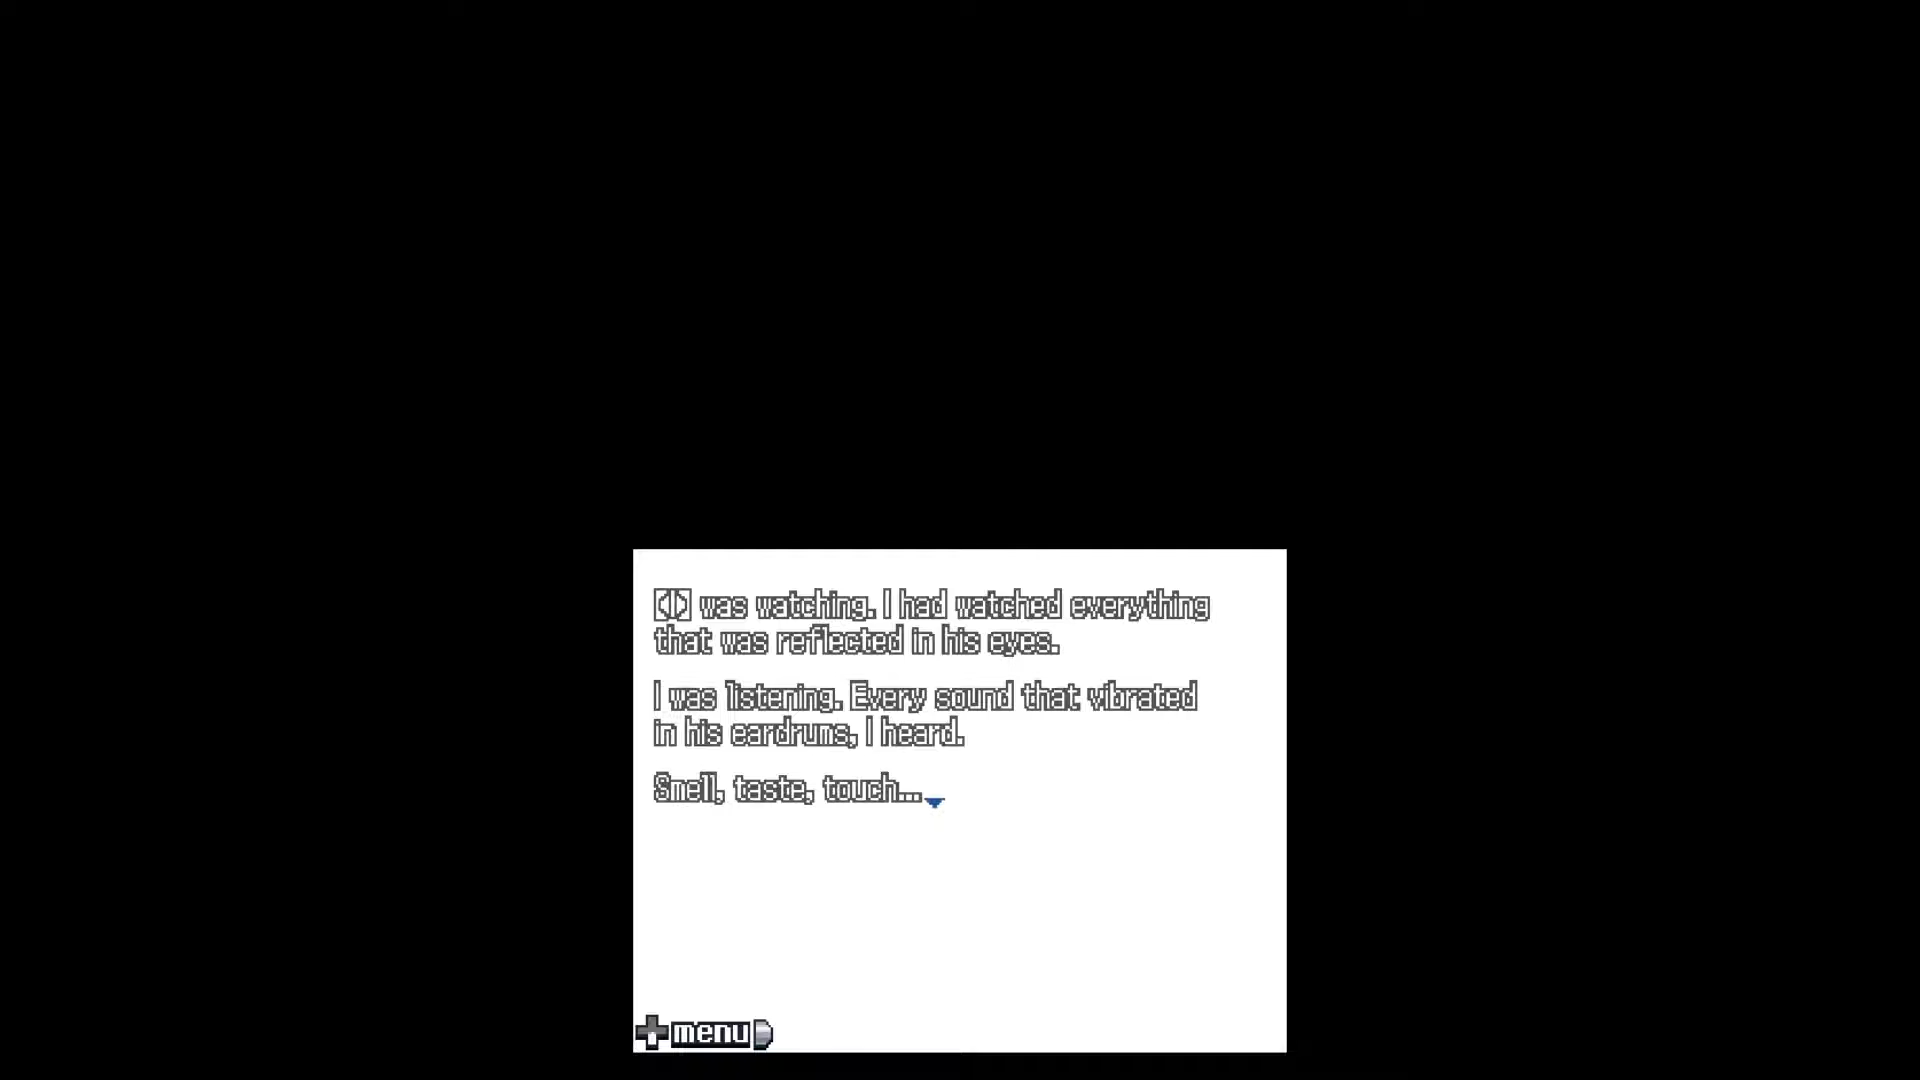 was watching. I had watched everything
that was reflected in his eyes.
I was listening. Every sound that vibrated
in his eardrums, I heard.
Smell, taste, touch...
menu